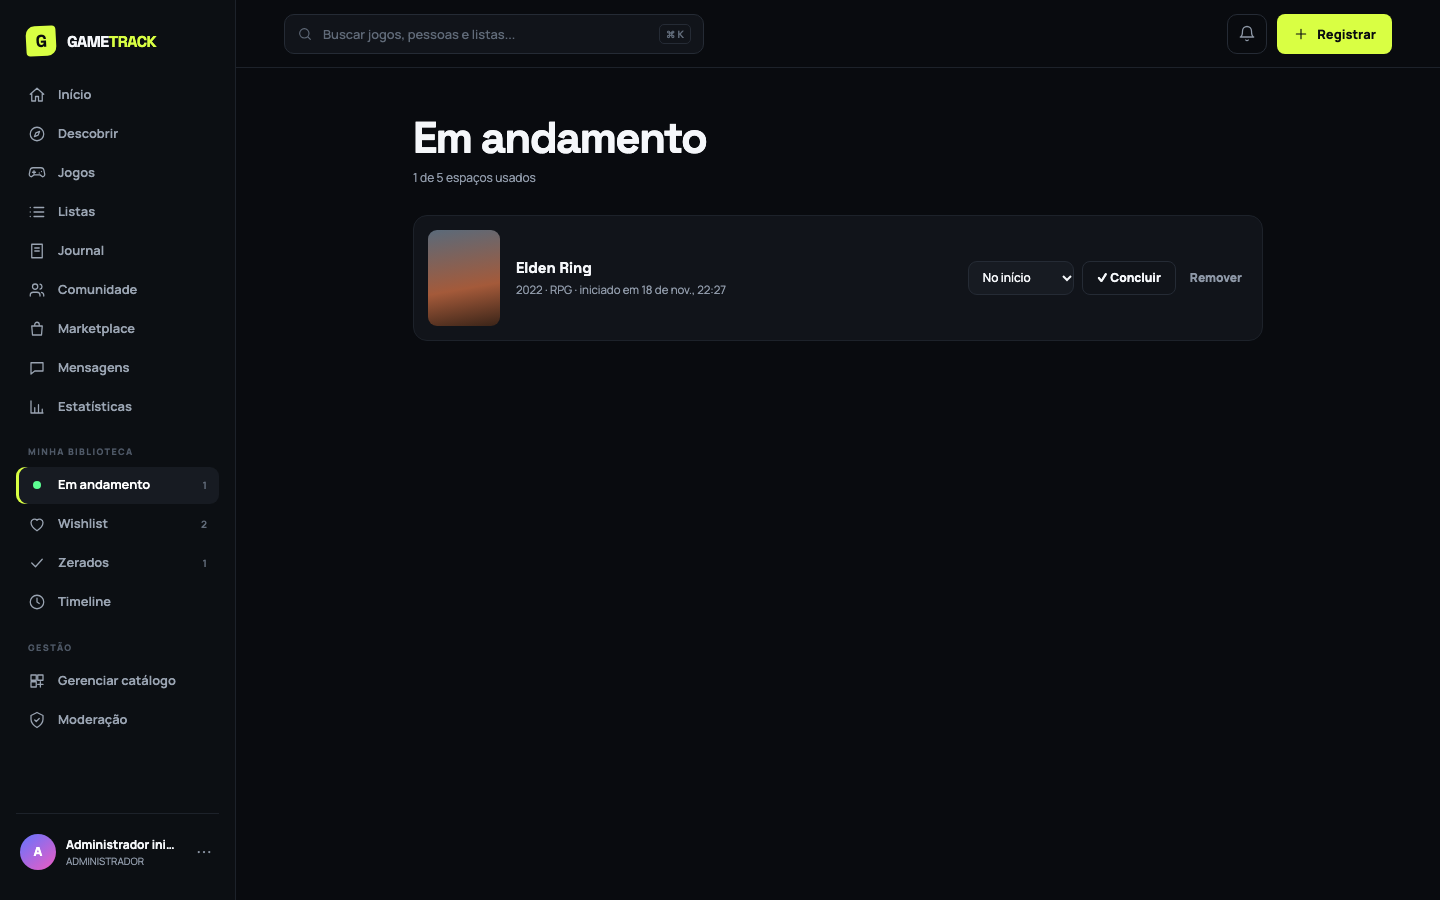 G GAMETRACK
Buscar jogos, pessoas e listas...
⌘ K
Registrar
Início
Descobrir
Jogos
Listas
Journal
Comunidade
Marketplace
Mensagens
Estatísticas
MINHA BIBLIOTECA
Em andamento 1
Wishlist 2
Zerados 1
Timeline
GESTÃO
Gerenciar catálogo
Moderação
A
Administrador ini...
ADMINISTRADOR
Em andamento
1 de 5 espaços usados
Elden Ring
2022 · RPG · iniciado em 18 de nov., 22:27
No início
✓ Concluir
Remover